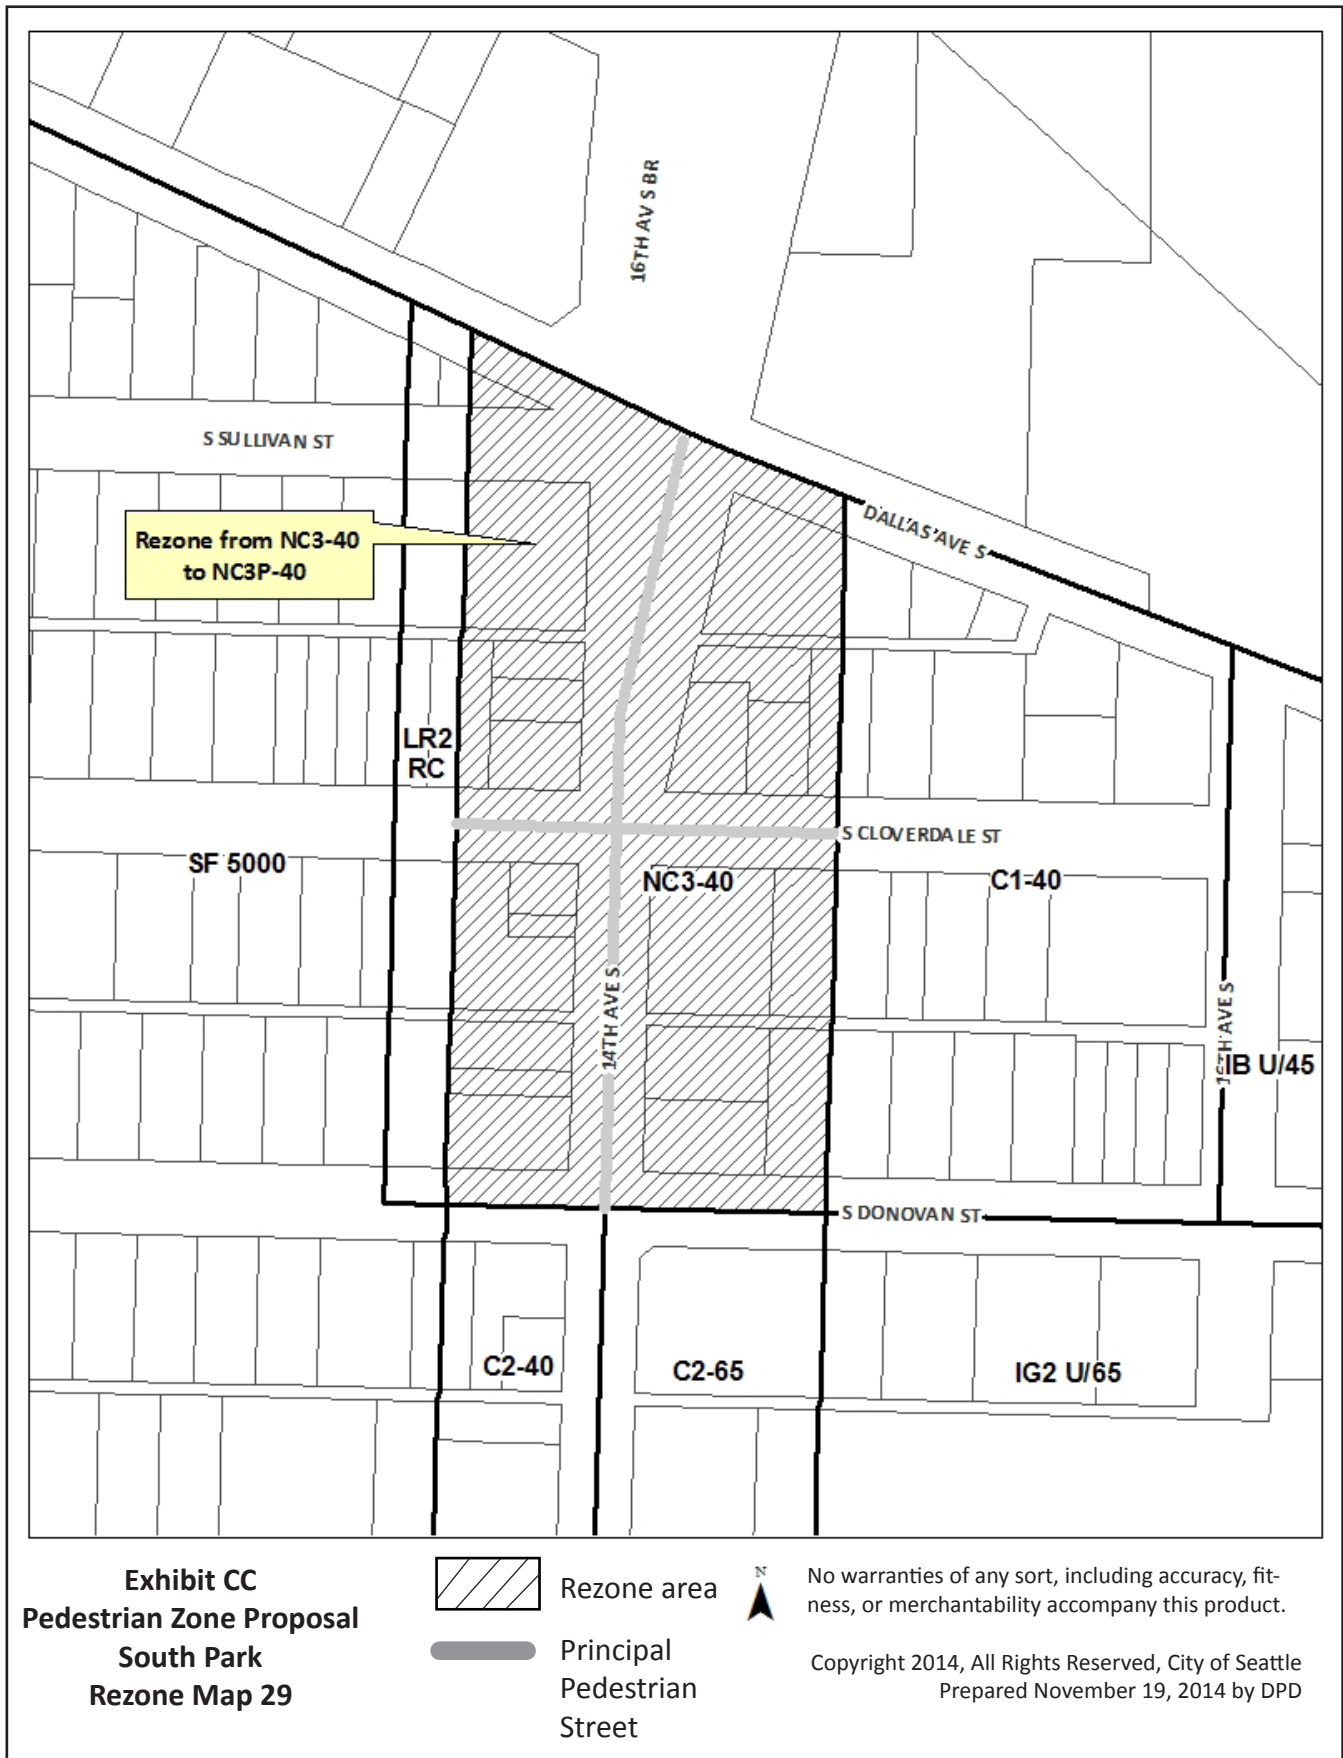 16TH AV S BR
S SULLIVAN ST
Rezone from NC3-40
to NC3P-40
DALLAS AVE S
LR2
RC
S CLOVERDALE ST
SF 5000
NC3-40
C1-40
14TH AVE S
AVE S
IB U/45
S DONOVAN ST
C2-40
C2-65
IG2 U/65
Exhibit CC
Pedestrian Zone Proposal
South Park
Rezone Map 29
Rezone area
Principal
Pedestrian
Street
N
No warranties of any sort, including accuracy, fit-
ness, or merchantability accompany this product.
Copyright 2014, All Rights Reserved, City of Seattle
Prepared November 19, 2014 by DPD